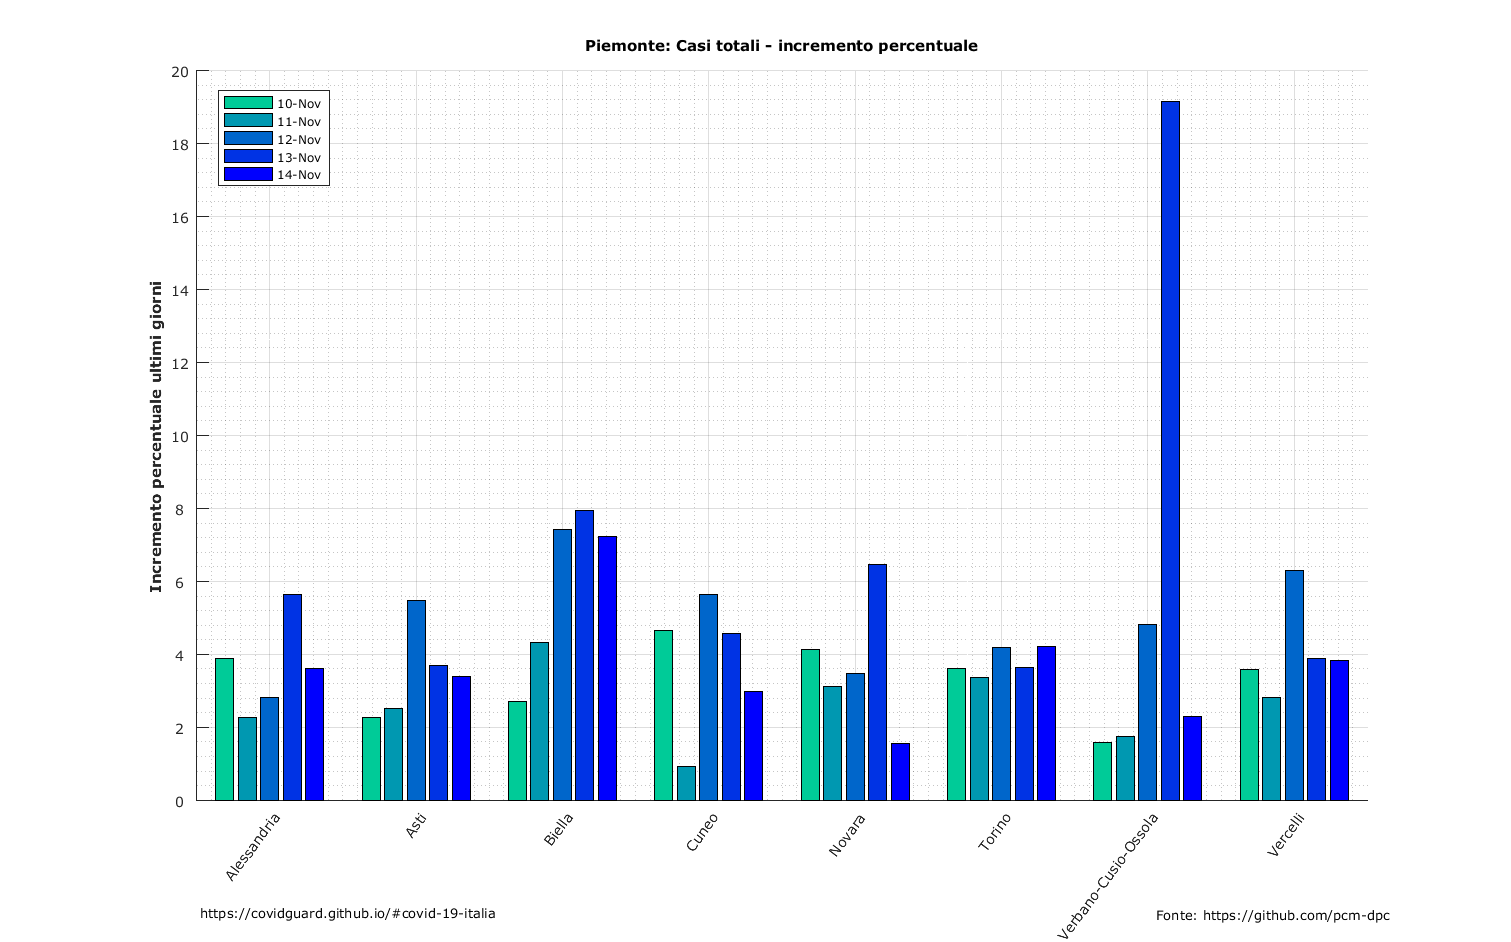 Piemonte: Casi totali - incremento percentuale
20
18
16
14
12
10
8
6
4
2
0
10-Nov
11-Nov
12-Nov
13-Nov
14-Nov
Incremento percentuale ultimi giorni
Alessandria
Asti
Biella
Cuneo
Novara
Torino
Verbano-Cusio-Ossola
Vercelli
https://covidguard.github.io/#covid-19-italia
Fonte: https://github.com/pcm-dpc